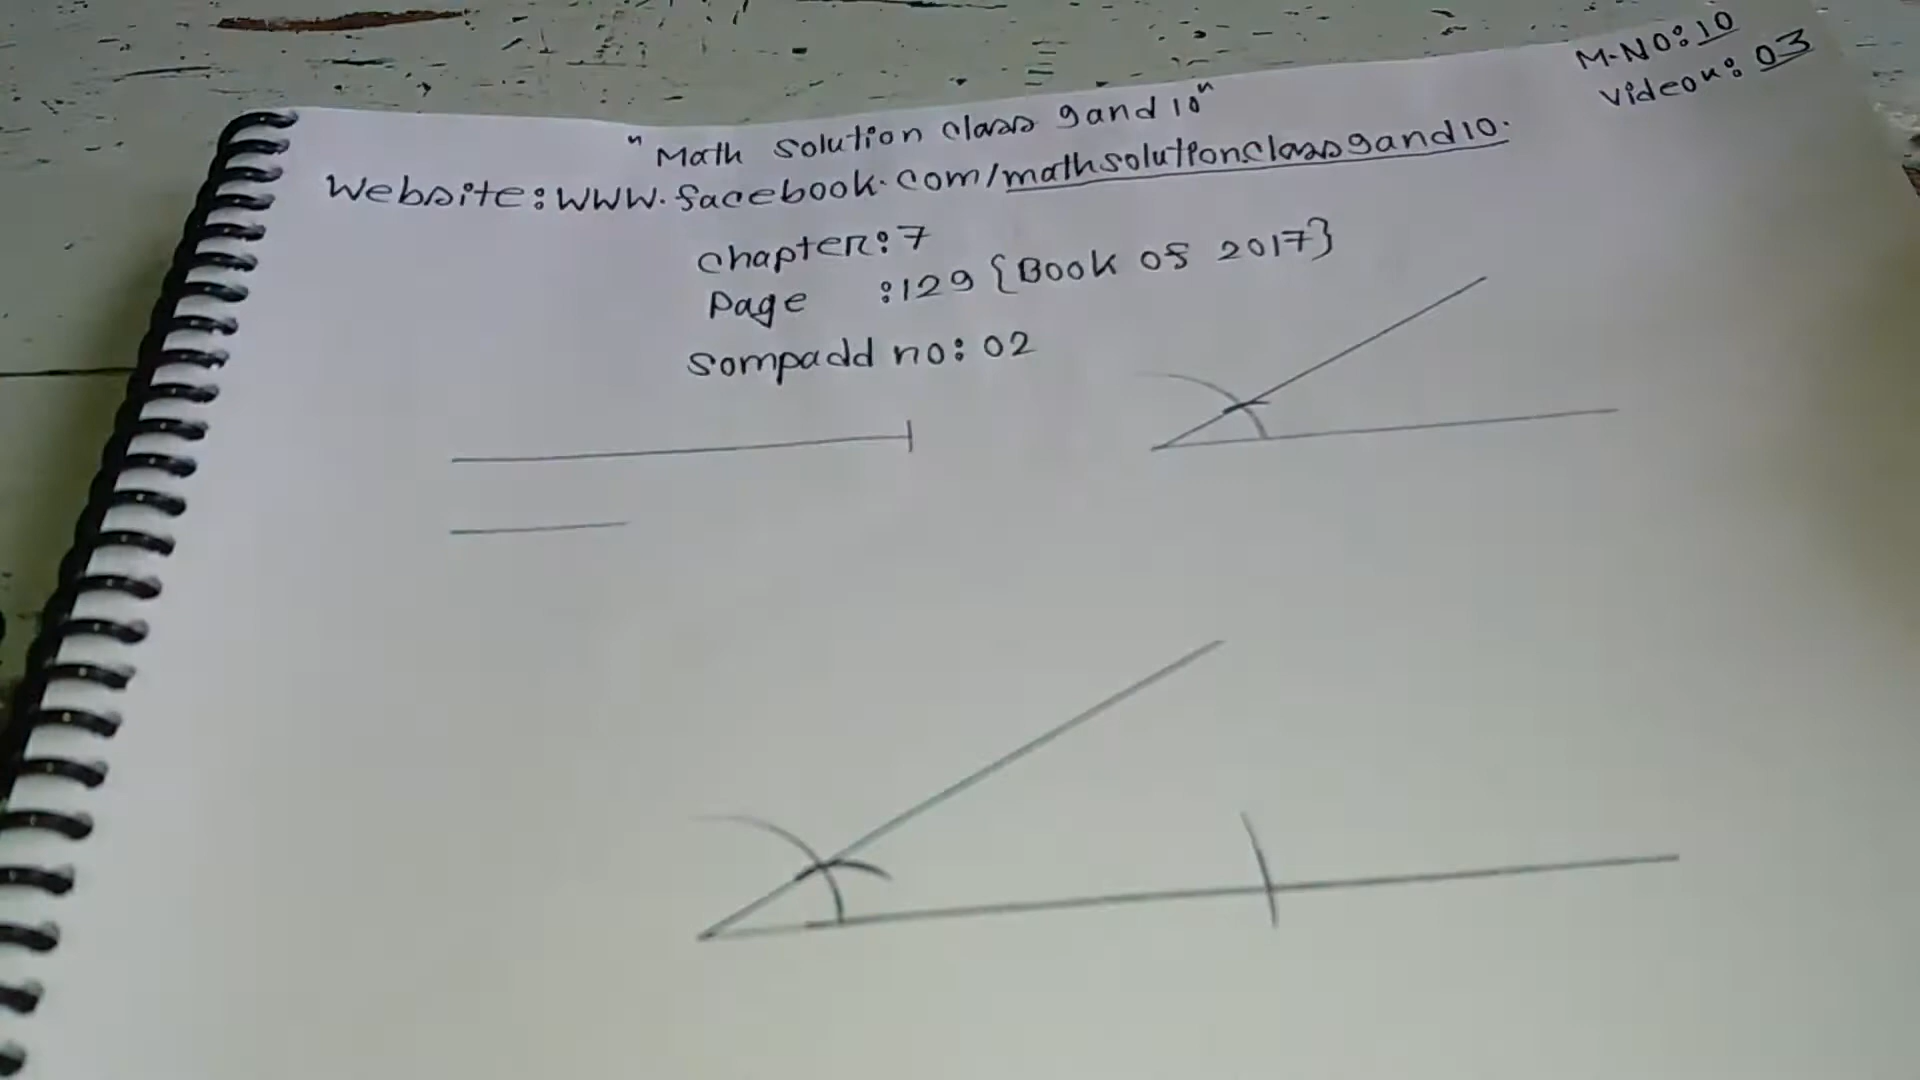 M.NO:10
Video n: 03
"Math solution class 9 and 10"
Website: WWW.facebook.com/mathsolutionclass9and10.
Chapter: 7
Page :129 {Book of 2017}
Sompadd no: 02